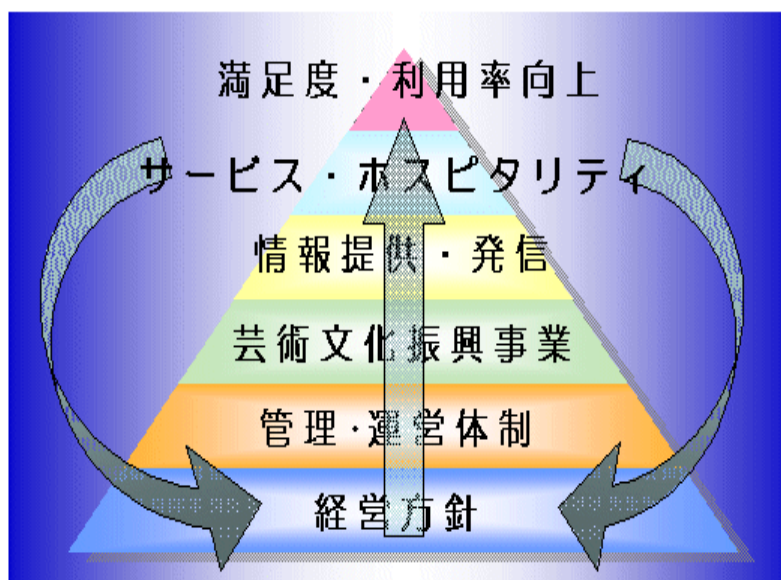 満足度・利用率向上
サービス・ホスピタリティ
情報提供・発信
芸術文化振興事業
管理・運営体制
経営方針